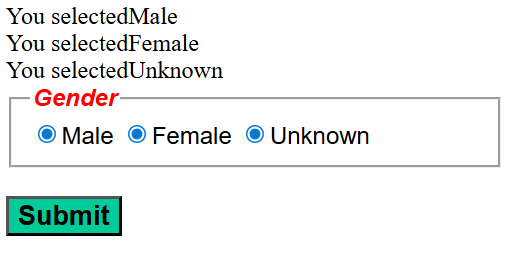 You selectedMale
You selectedFemale
You selectedUnknown
Gender
Male Female Unknown
Submit